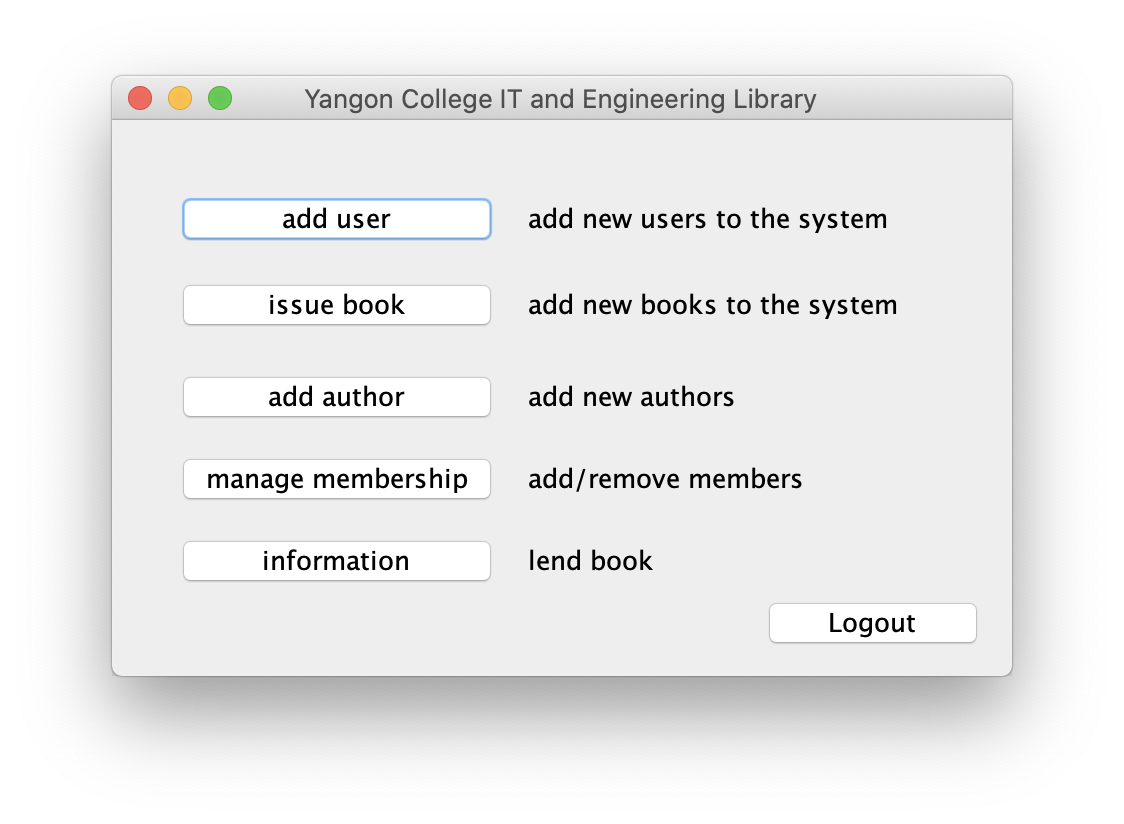 Yangon College IT and Engineering Library
add user add new users to the system
issue book add new books to the system
add author add new authors
manage membership add/remove members
information lend book
Logout